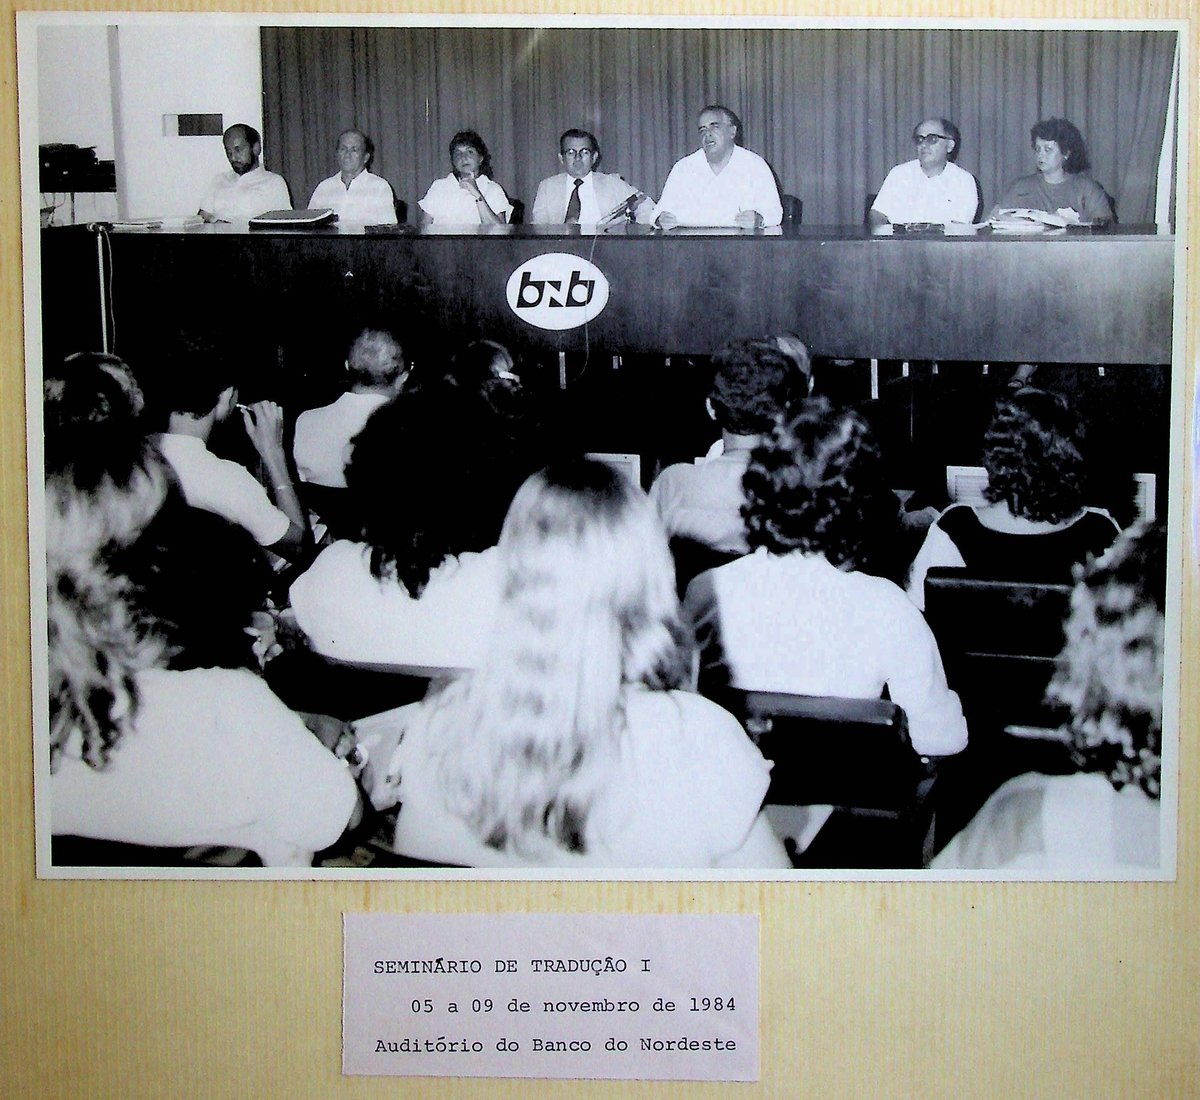 bnb
SEMINÁRIO DE TRADUÇÃO I
05 a 09 de novembro de 1984
Auditório do Banco do Nordeste